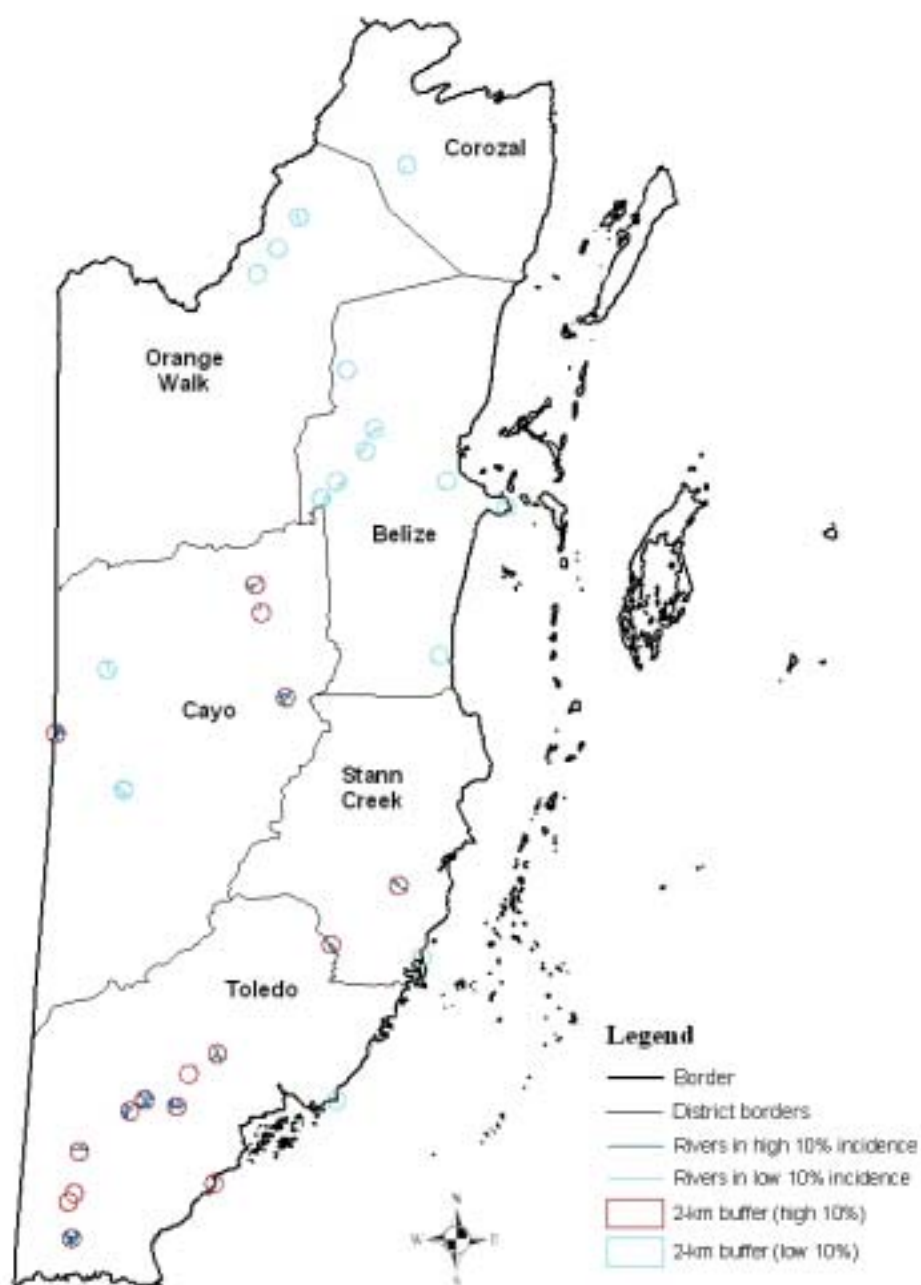 Corozal
Orange
Walk
Belize
Cayo
Stann
Creek
Toledo
Legend
Border
District borders
Rivers in high 10% incidence
Rivers in low 10% incidence
2-km buffer (high 10%)
2-km buffer (low 10%)
N
W E
S